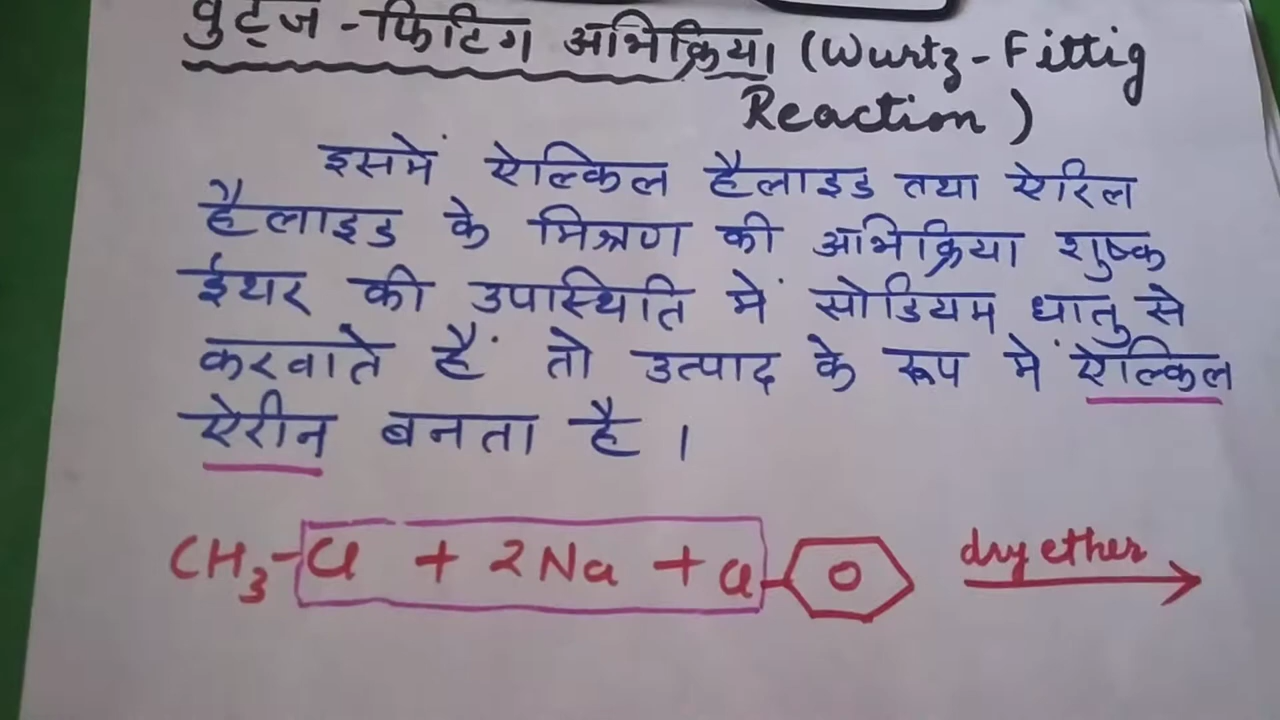 वुर्ट्ज - फिटिग अभिक्रिया (Wurtz-Fittig
Reaction)
इसमें ऐल्किल हैलाइड तथा ऐरिल
हैलाइड के मिश्रण की अभिक्रिया शुष्क
ईथर की उपास्थिति में सोडियम धातु से
करवाते हैं तो उत्पाद के रूप में ऐल्किल
ऐरीन बनता है ।
CH3-Cl + 2Na + Cl- dry ether